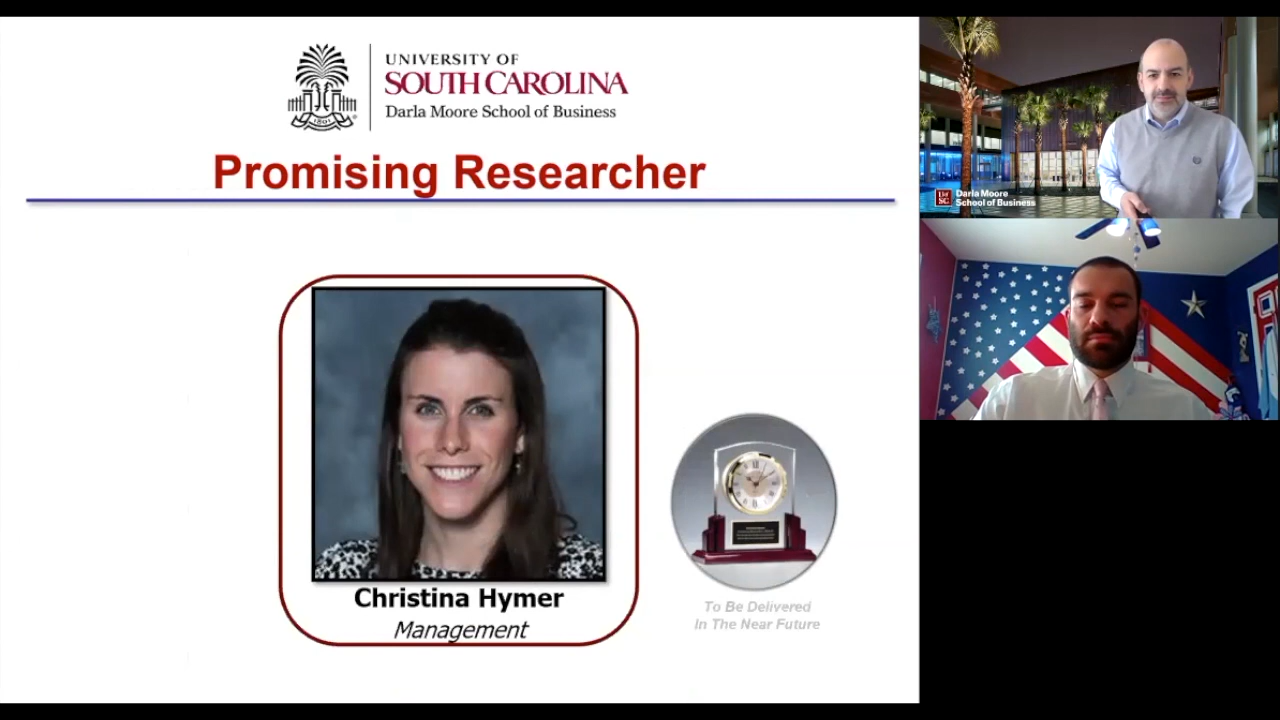 UNIVERSITY OF
SOUTH CAROLINA
Darla Moore School of Business
1801
Promising Researcher
Christina Hymer
Management
To Be Delivered
In The Near Future
Darla Moore
School of Business